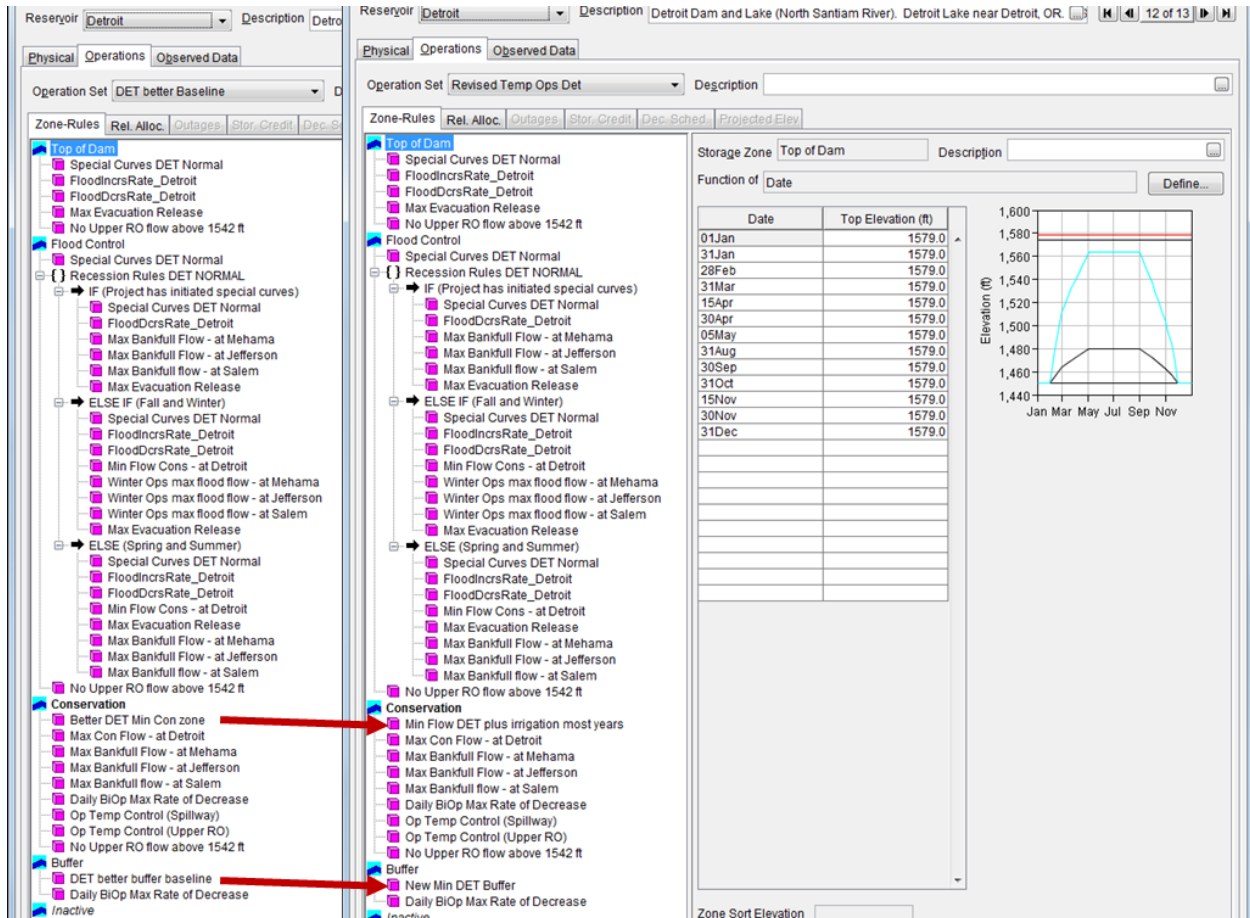 Reservoir Detroit Description Detro
Physical Operations Observed Data
Operation Set DET better Baseline D
Zone-Rules Rel. Alloc. Outages Stor. Credit Dec. S
Top of Dam
Special Curves DET Normal
FloodIncrsRate_Detroit
FloodDcrsRate_Detroit
Max Evacuation Release
No Upper RO flow above 1542 ft
Flood Control
Special Curves DET Normal
{ } Recession Rules DET NORMAL
IF (Project has initiated special curves)
Special Curves DET Normal
FloodDcrsRate_Detroit
Max Bankfull Flow - at Mehama
Max Bankfull Flow - at Jefferson
Max Bankfull flow - at Salem
Max Evacuation Release
ELSE IF (Fall and Winter)
Special Curves DET Normal
FloodIncrsRate_Detroit
FloodDcrsRate_Detroit
Min Flow Cons - at Detroit
Winter Ops max flood flow - at Mehama
Winter Ops max flood flow - at Jefferson
Winter Ops max flood flow - at Salem
Max Evacuation Release
ELSE (Spring and Summer)
Special Curves DET Normal
FloodIncrsRate_Detroit
FloodDcrsRate_Detroit
Min Flow Cons - at Detroit
Max Evacuation Release
Max Bankfull Flow - at Mehama
Max Bankfull Flow - at Jefferson
Max Bankfull flow - at Salem
No Upper RO flow above 1542 ft
Conservation
Better DET Min Con zone
Max Con Flow - at Detroit
Max Bankfull Flow - at Mehama
Max Bankfull Flow - at Jefferson
Max Bankfull flow - at Salem
Daily BiOp Max Rate of Decrease
Op Temp Control (Spillway)
Op Temp Control (Upper RO)
No Upper RO flow above 1542 ft
Buffer
DET better buffer baseline
Daily BiOp Max Rate of Decrease
Inactive
Reservoir Detroit Description Detroit Dam and Lake (North Santiam River). Detroit Lake near Detroit, OR. ... 12 of 13
Physical Operations Observed Data
Operation Set Revised Temp Ops Det Description ...
Zone-Rules Rel. Alloc. Outages Stor. Credit Dec. Sched. Projected Elev
Top of Dam
Special Curves DET Normal
FloodIncrsRate_Detroit
FloodDcrsRate_Detroit
Max Evacuation Release
No Upper RO flow above 1542 ft
Flood Control
Special Curves DET Normal
{ } Recession Rules DET NORMAL
IF (Project has initiated special curves)
Special Curves DET Normal
FloodDcrsRate_Detroit
Max Bankfull Flow - at Mehama
Max Bankfull Flow - at Jefferson
Max Bankfull flow - at Salem
Max Evacuation Release
ELSE IF (Fall and Winter)
Special Curves DET Normal
FloodIncrsRate_Detroit
FloodDcrsRate_Detroit
Min Flow Cons - at Detroit
Winter Ops max flood flow - at Mehama
Winter Ops max flood flow - at Jefferson
Winter Ops max flood flow - at Salem
Max Evacuation Release
ELSE (Spring and Summer)
Special Curves DET Normal
FloodIncrsRate_Detroit
FloodDcrsRate_Detroit
Min Flow Cons - at Detroit
Max Evacuation Release
Max Bankfull Flow - at Mehama
Max Bankfull Flow - at Jefferson
Max Bankfull flow - at Salem
No Upper RO flow above 1542 ft
Conservation
Min Flow DET plus irrigation most years
Max Con Flow - at Detroit
Max Bankfull Flow - at Mehama
Max Bankfull Flow - at Jefferson
Max Bankfull flow - at Salem
Daily BiOp Max Rate of Decrease
Op Temp Control (Spillway)
Op Temp Control (Upper RO)
No Upper RO flow above 1542 ft
Buffer
New Min DET Buffer
Daily BiOp Max Rate of Decrease
Inactive
Storage Zone Top of Dam Description ...
Function of Date Define...
Date Top Elevation (ft)
01Jan 1579.0
31Jan 1579.0
28Feb 1579.0
31Mar 1579.0
15Apr 1579.0
30Apr 1579.0
05May 1579.0
31Aug 1579.0
30Sep 1579.0
31Oct 1579.0
15Nov 1579.0
30Nov 1579.0
31Dec 1579.0
Elevation (ft)
1,600
1,580
1,560
1,540
1,520
1,500
1,480
1,460
1,440
Jan Mar May Jul Sep Nov
Zone Sort Elevation